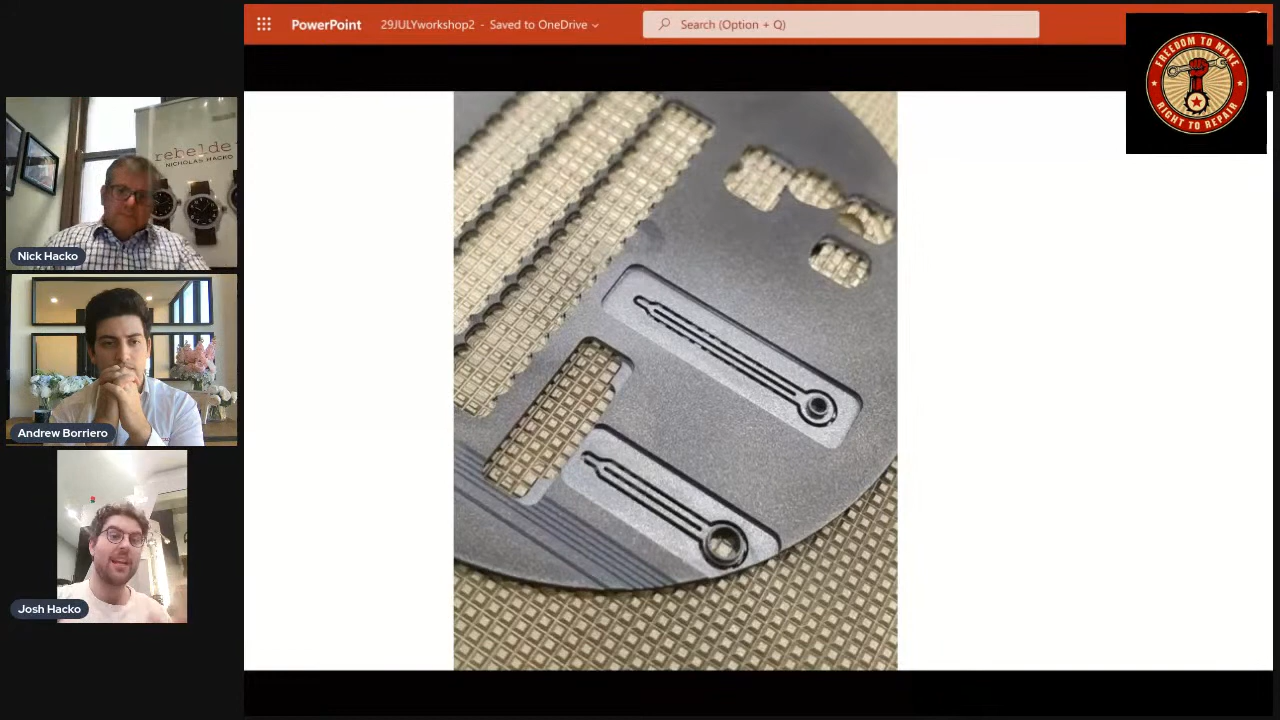 PowerPoint
29JULYworkshop2 - Saved to OneDrive
Search (Option + Q)
FREEDOM TO MAKE
RIGHT TO REPAIR
rebelde
NICHOLAS HACKO
Nick Hacko
Andrew Borriero
Josh Hacko